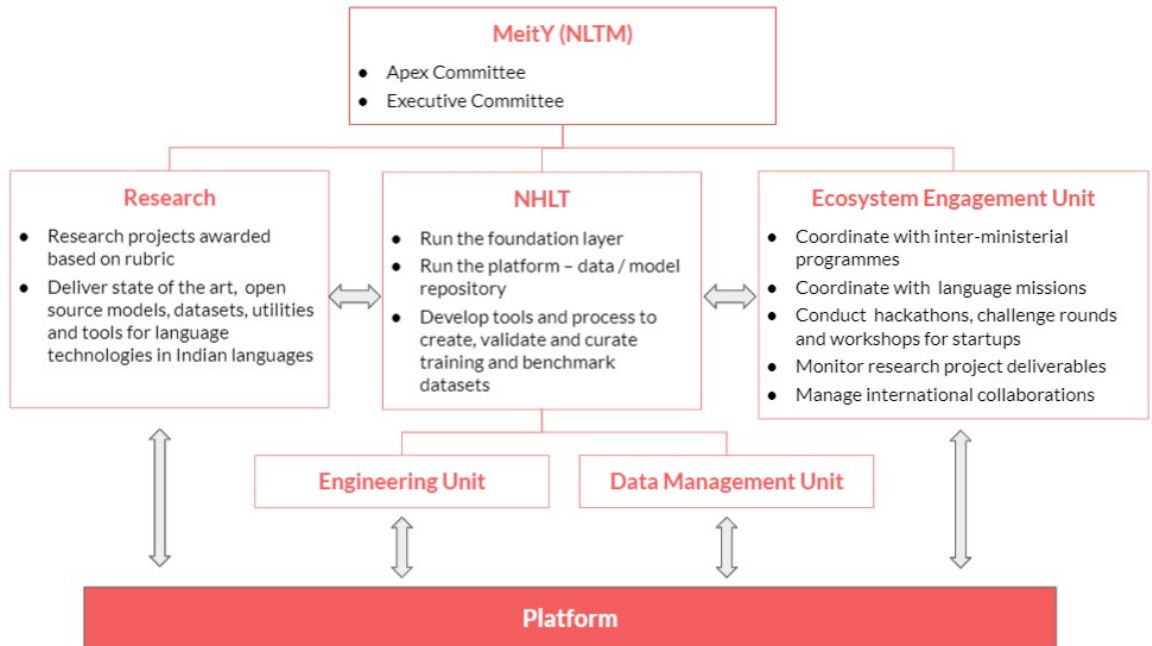 MeitY (NLTM)
● Apex Committee
● Executive Committee
Research
● Research projects awarded
based on rubric
● Deliver state of the art, open
source models, datasets, utilities
and tools for language
technologies in Indian languages
NHLT
● Run the foundation layer
● Run the platform – data / model
repository
● Develop tools and process to
create, validate and curate
training and benchmark
datasets
Ecosystem Engagement Unit
● Coordinate with inter-ministerial
programmes
● Coordinate with language missions
● Conduct hackathons, challenge rounds
and workshops for startups
● Monitor research project deliverables
● Manage international collaborations
Engineering Unit
Data Management Unit
Platform